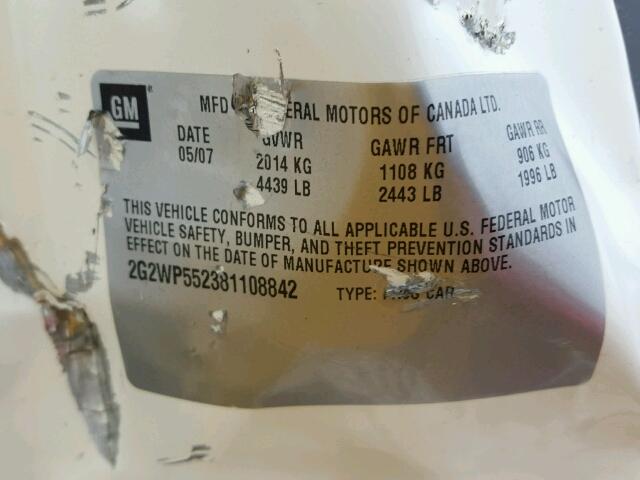 GM
MFD ERAL MOTORS OF CANADA LTD.
DATE GVWR GAWR FRT GAWR RR
05/07 2014 KG 1108 KG 906 KG
4439 LB 2443 LB 1996 LB
THIS VEHICLE CONFORMS TO ALL APPLICABLE U.S. FEDERAL MOTOR
VEHICLE SAFETY, BUMPER, AND THEFT PREVENTION STANDARDS IN
EFFECT ON THE DATE OF MANUFACTURE SHOWN ABOVE.
2G2WP552381108842 TYPE: CAR